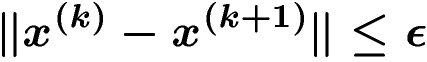 ||x^{(k)} − x^{(k+1)}|| ≤ ϵ